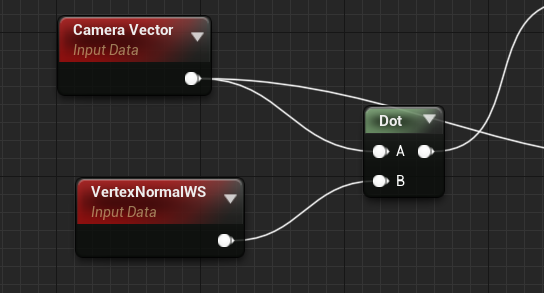 Camera Vector
Input Data
Dot
A
B
VertexNormalWS
Input Data